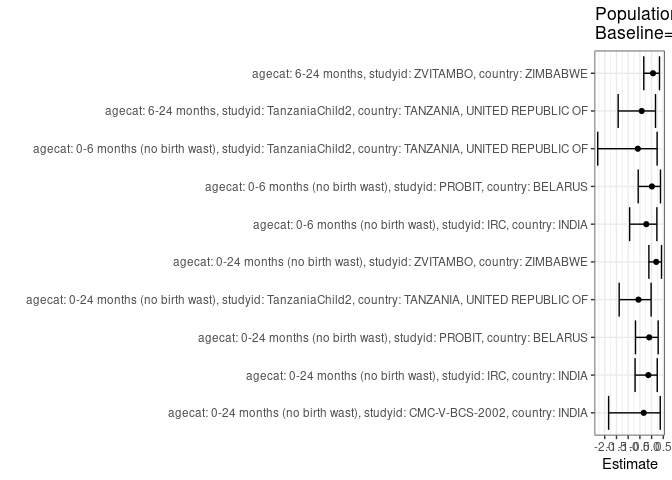 Population
Baseline=
agecat: 6-24 months, studyid: ZVITAMBO, country: ZIMBABWE
agecat: 6-24 months, studyid: TanzaniaChild2, country: TANZANIA, UNITED REPUBLIC OF
agecat: 0-6 months (no birth wast), studyid: TanzaniaChild2, country: TANZANIA, UNITED REPUBLIC OF
agecat: 0-6 months (no birth wast), studyid: PROBIT, country: BELARUS
agecat: 0-6 months (no birth wast), studyid: IRC, country: INDIA
agecat: 0-24 months (no birth wast), studyid: ZVITAMBO, country: ZIMBABWE
agecat: 0-24 months (no birth wast), studyid: TanzaniaChild2, country: TANZANIA, UNITED REPUBLIC OF
agecat: 0-24 months (no birth wast), studyid: PROBIT, country: BELARUS
agecat: 0-24 months (no birth wast), studyid: IRC, country: INDIA
agecat: 0-24 months (no birth wast), studyid: CMC-V-BCS-2002, country: INDIA
-2.0 -1.5 -1.0 -0.5 0.0 0.5
Estimate